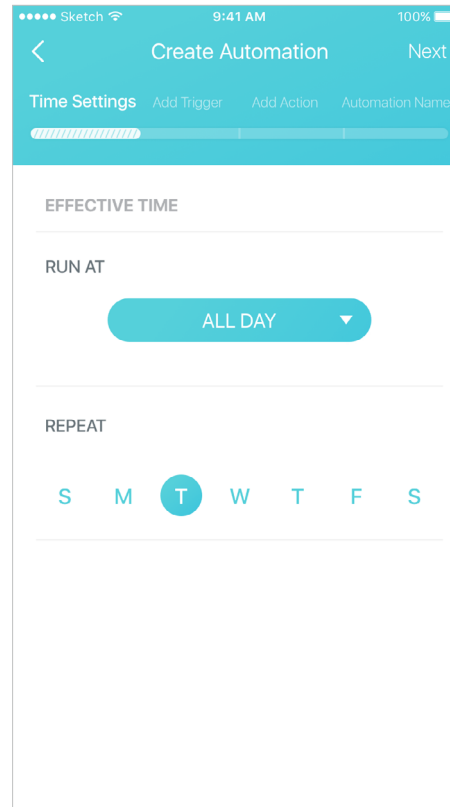 Sketch 9:41 AM 100%
Create Automation Next
Time Settings Add Trigger Add Action Automation Name
EFFECTIVE TIME
RUN AT
ALL DAY
REPEAT
S M T W T F S